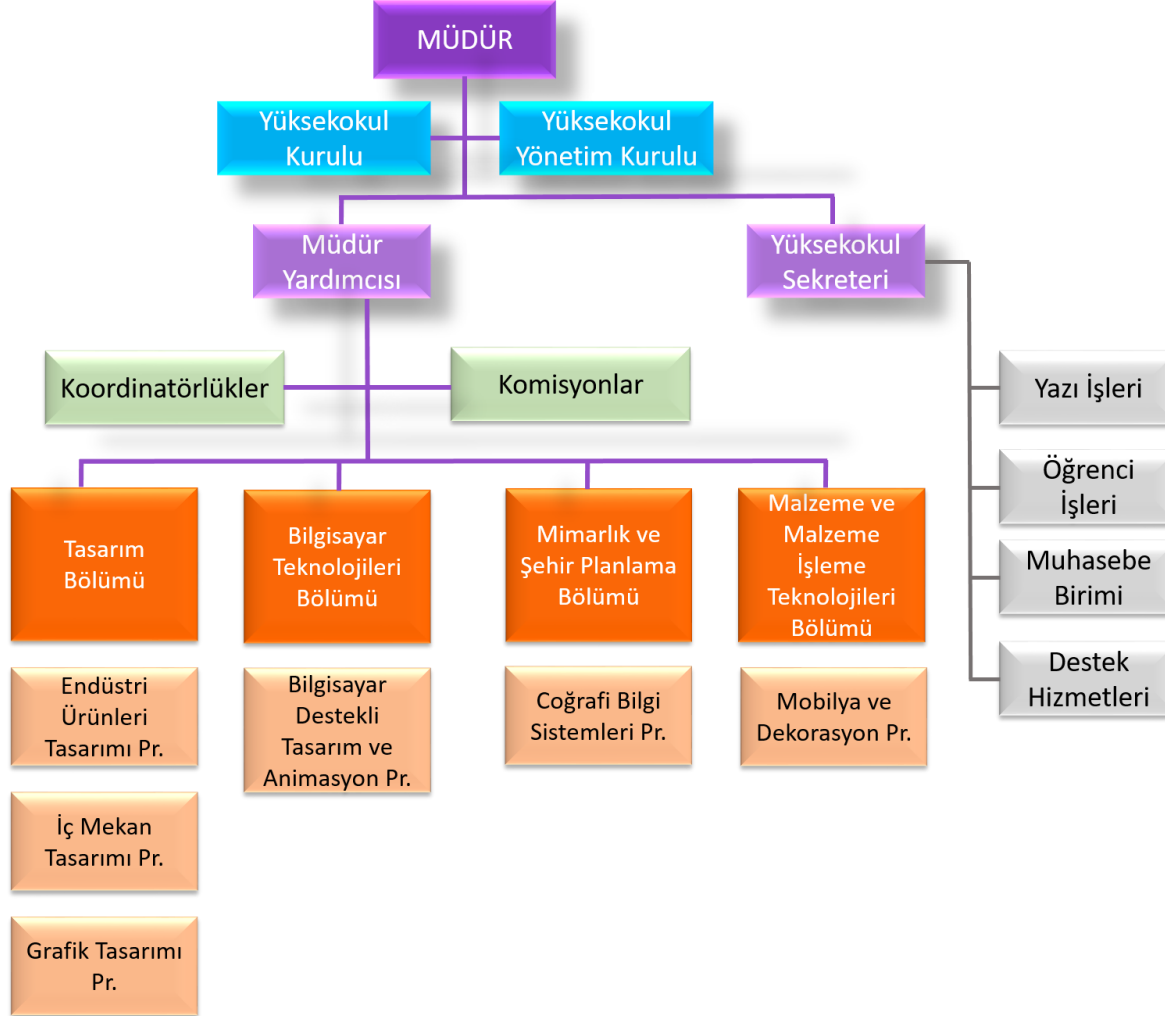 MÜDÜR
Yüksekokul
Kurulu
Yüksekokul
Yönetim Kurulu
Müdür
Yardımcısı
Yüksekokul
Sekreteri
Koordinatörlükler
Komisyonlar
Yazı İşleri
Öğrenci
İşleri
Muhasebe
Birimi
Destek
Hizmetleri
Tasarım
Bölümü
Bilgisayar
Teknolojileri
Bölümü
Mimarlık ve
Şehir Planlama
Bölümü
Malzeme ve
Malzeme
İşleme
Teknolojileri
Bölümü
Endüstri
Ürünleri
Tasarımı Pr.
Bilgisayar
Destekli
Tasarım ve
Animasyon Pr.
Coğrafi Bilgi
Sistemleri Pr.
Mobilya ve
Dekorasyon Pr.
İç Mekan
Tasarımı Pr.
Grafik Tasarımı
Pr.